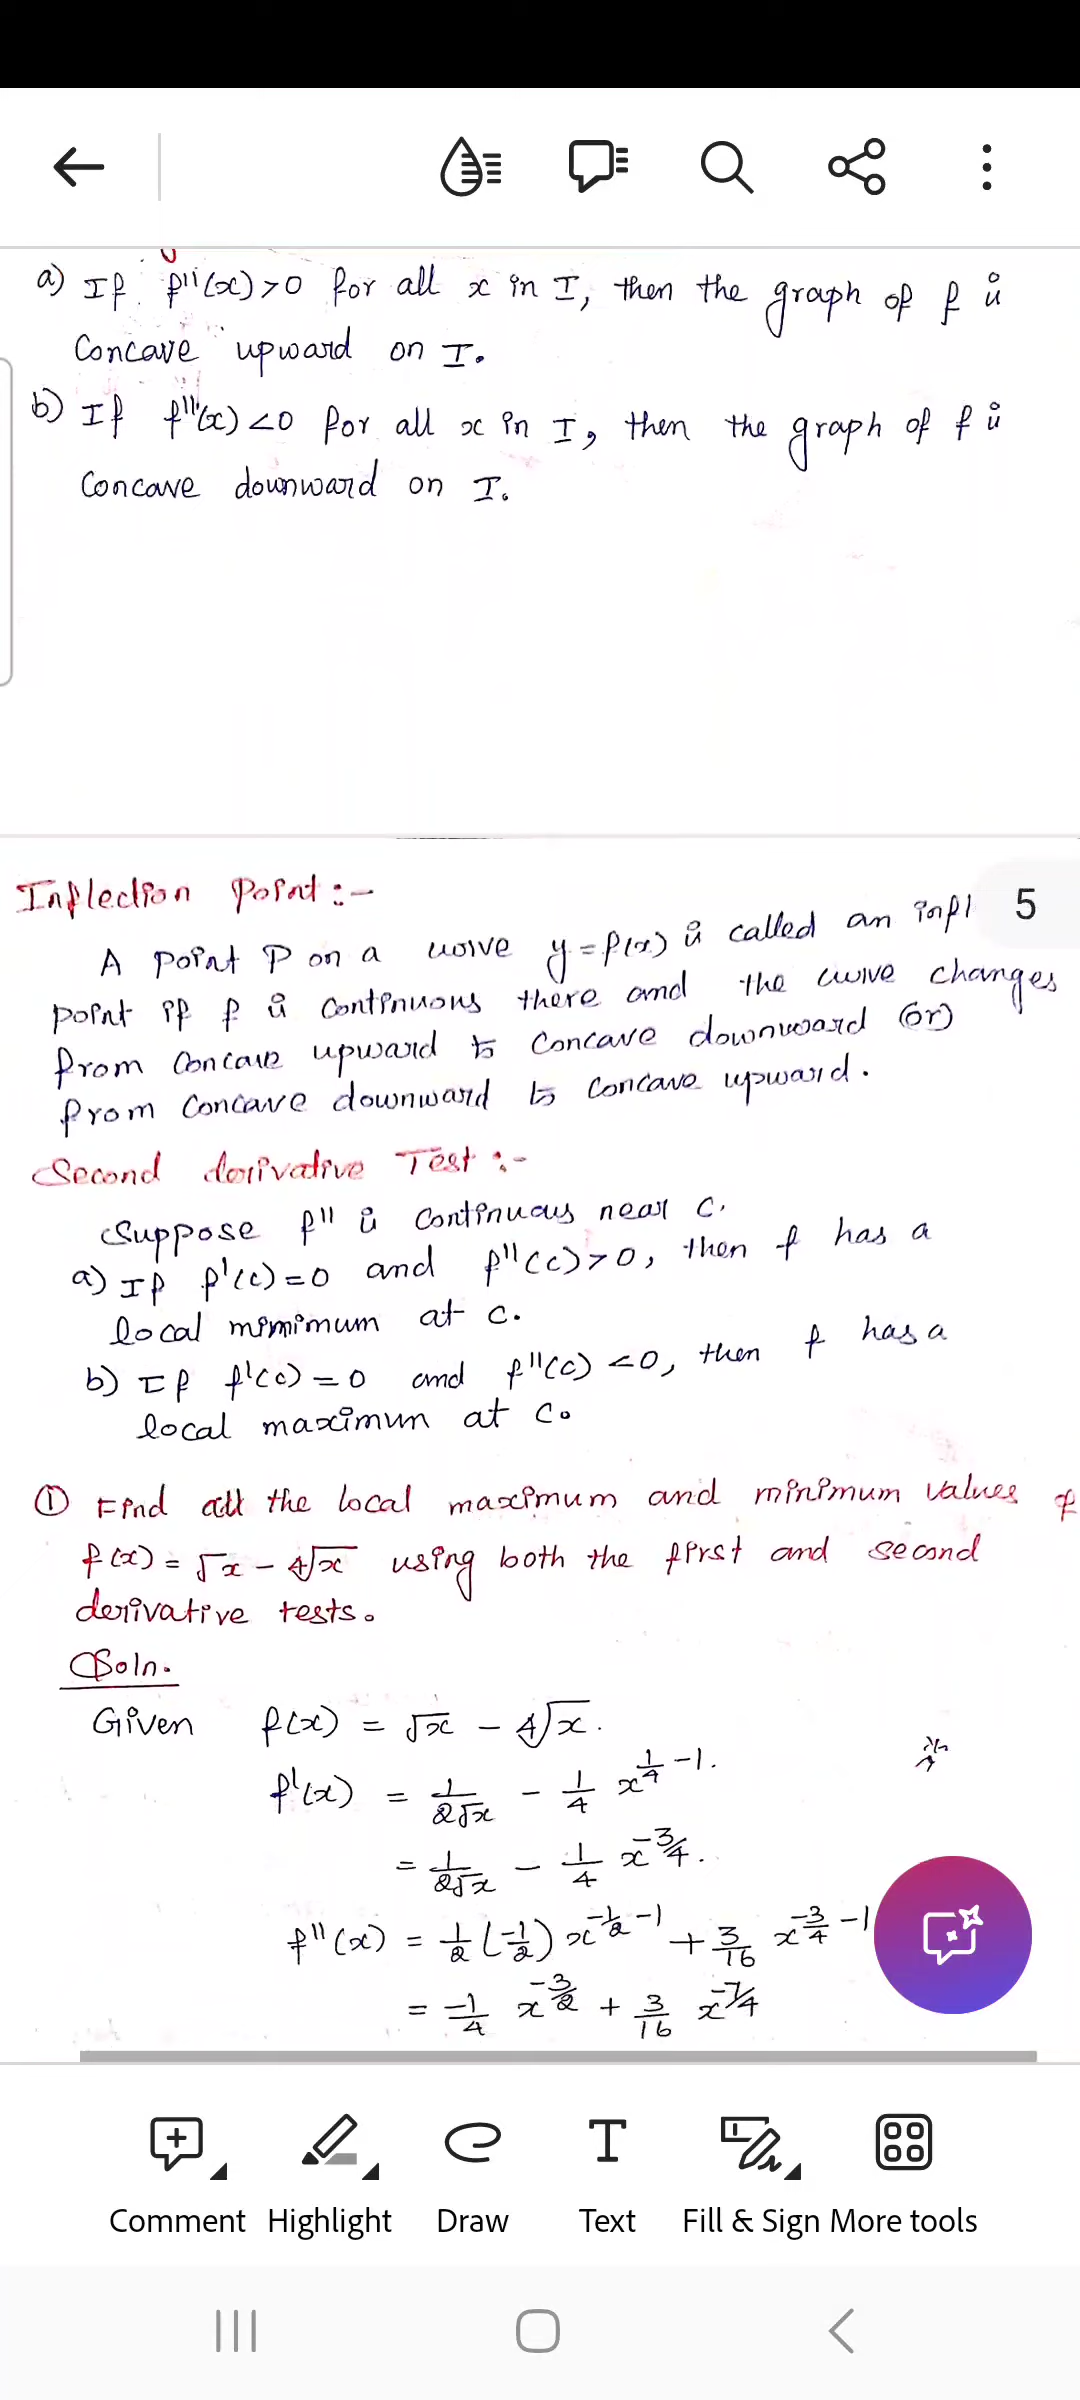 a) If f''(x)>0 for all x in I, then the graph of f is
Concave upward on I.
b) If f''(x)<0 for all x in I, then the graph of f is
Concave downward on I.
Inflection Point:-
5
A point P on a curve y=f(x) is called an infl
point if f is continuous there and the curve changes
from concave upward to concave downward (or)
from concave downward to concave upward.
Second derivative Test:-
Suppose f'' is continuous near c.
a) If f'(c)=0 and f''(c)>0, then f has a
local minimum at c.
b) If f'(c)=0 and f''(c)<0, then f has a
local maximum at c.
① Find all the local maximum and minimum values of
f(x)=√x - ∜x using both the first and second
derivative tests.
Soln.
Given f(x) = √x - ∜x.
f'(x) = 1/2√x - 1/4 x^(1/4 -1).
= 1/2√x - 1/4 x^(-3/4).
f''(x) = 1/2 (-1/2) x^(-1/2 -1) + 3/16 x^(-3/4 -1)
= -1/4 x^(-3/2) + 3/16 x^(-7/4)
Comment Highlight Draw Text Fill & Sign More tools